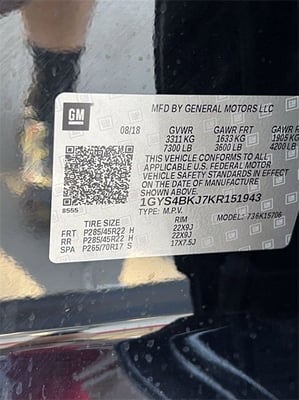 GM
MFD BY GENERAL MOTORS LLC
08/18 GVWR GAWR FRT GAWR R
3311 KG 1633 KG 1905 KG
7300 LB 3600 LB 4200 LB
THIS VEHICLE CONFORMS TO ALL
APPLICABLE U.S. FEDERAL MOTOR
VEHICLE SAFETY STANDARDS IN EFFECT
ON THE DATE OF MANUFACTURE
SHOWN ABOVE.
1GYS4BKJ7KR151943
TYPE: M.P.V. MODEL: 736K15706
TIRE SIZE RIM
FRT P285/45R22 H 22X9J
RR P285/45R22 H 22X9J
SPA P265/70R17 S 17X7.5J